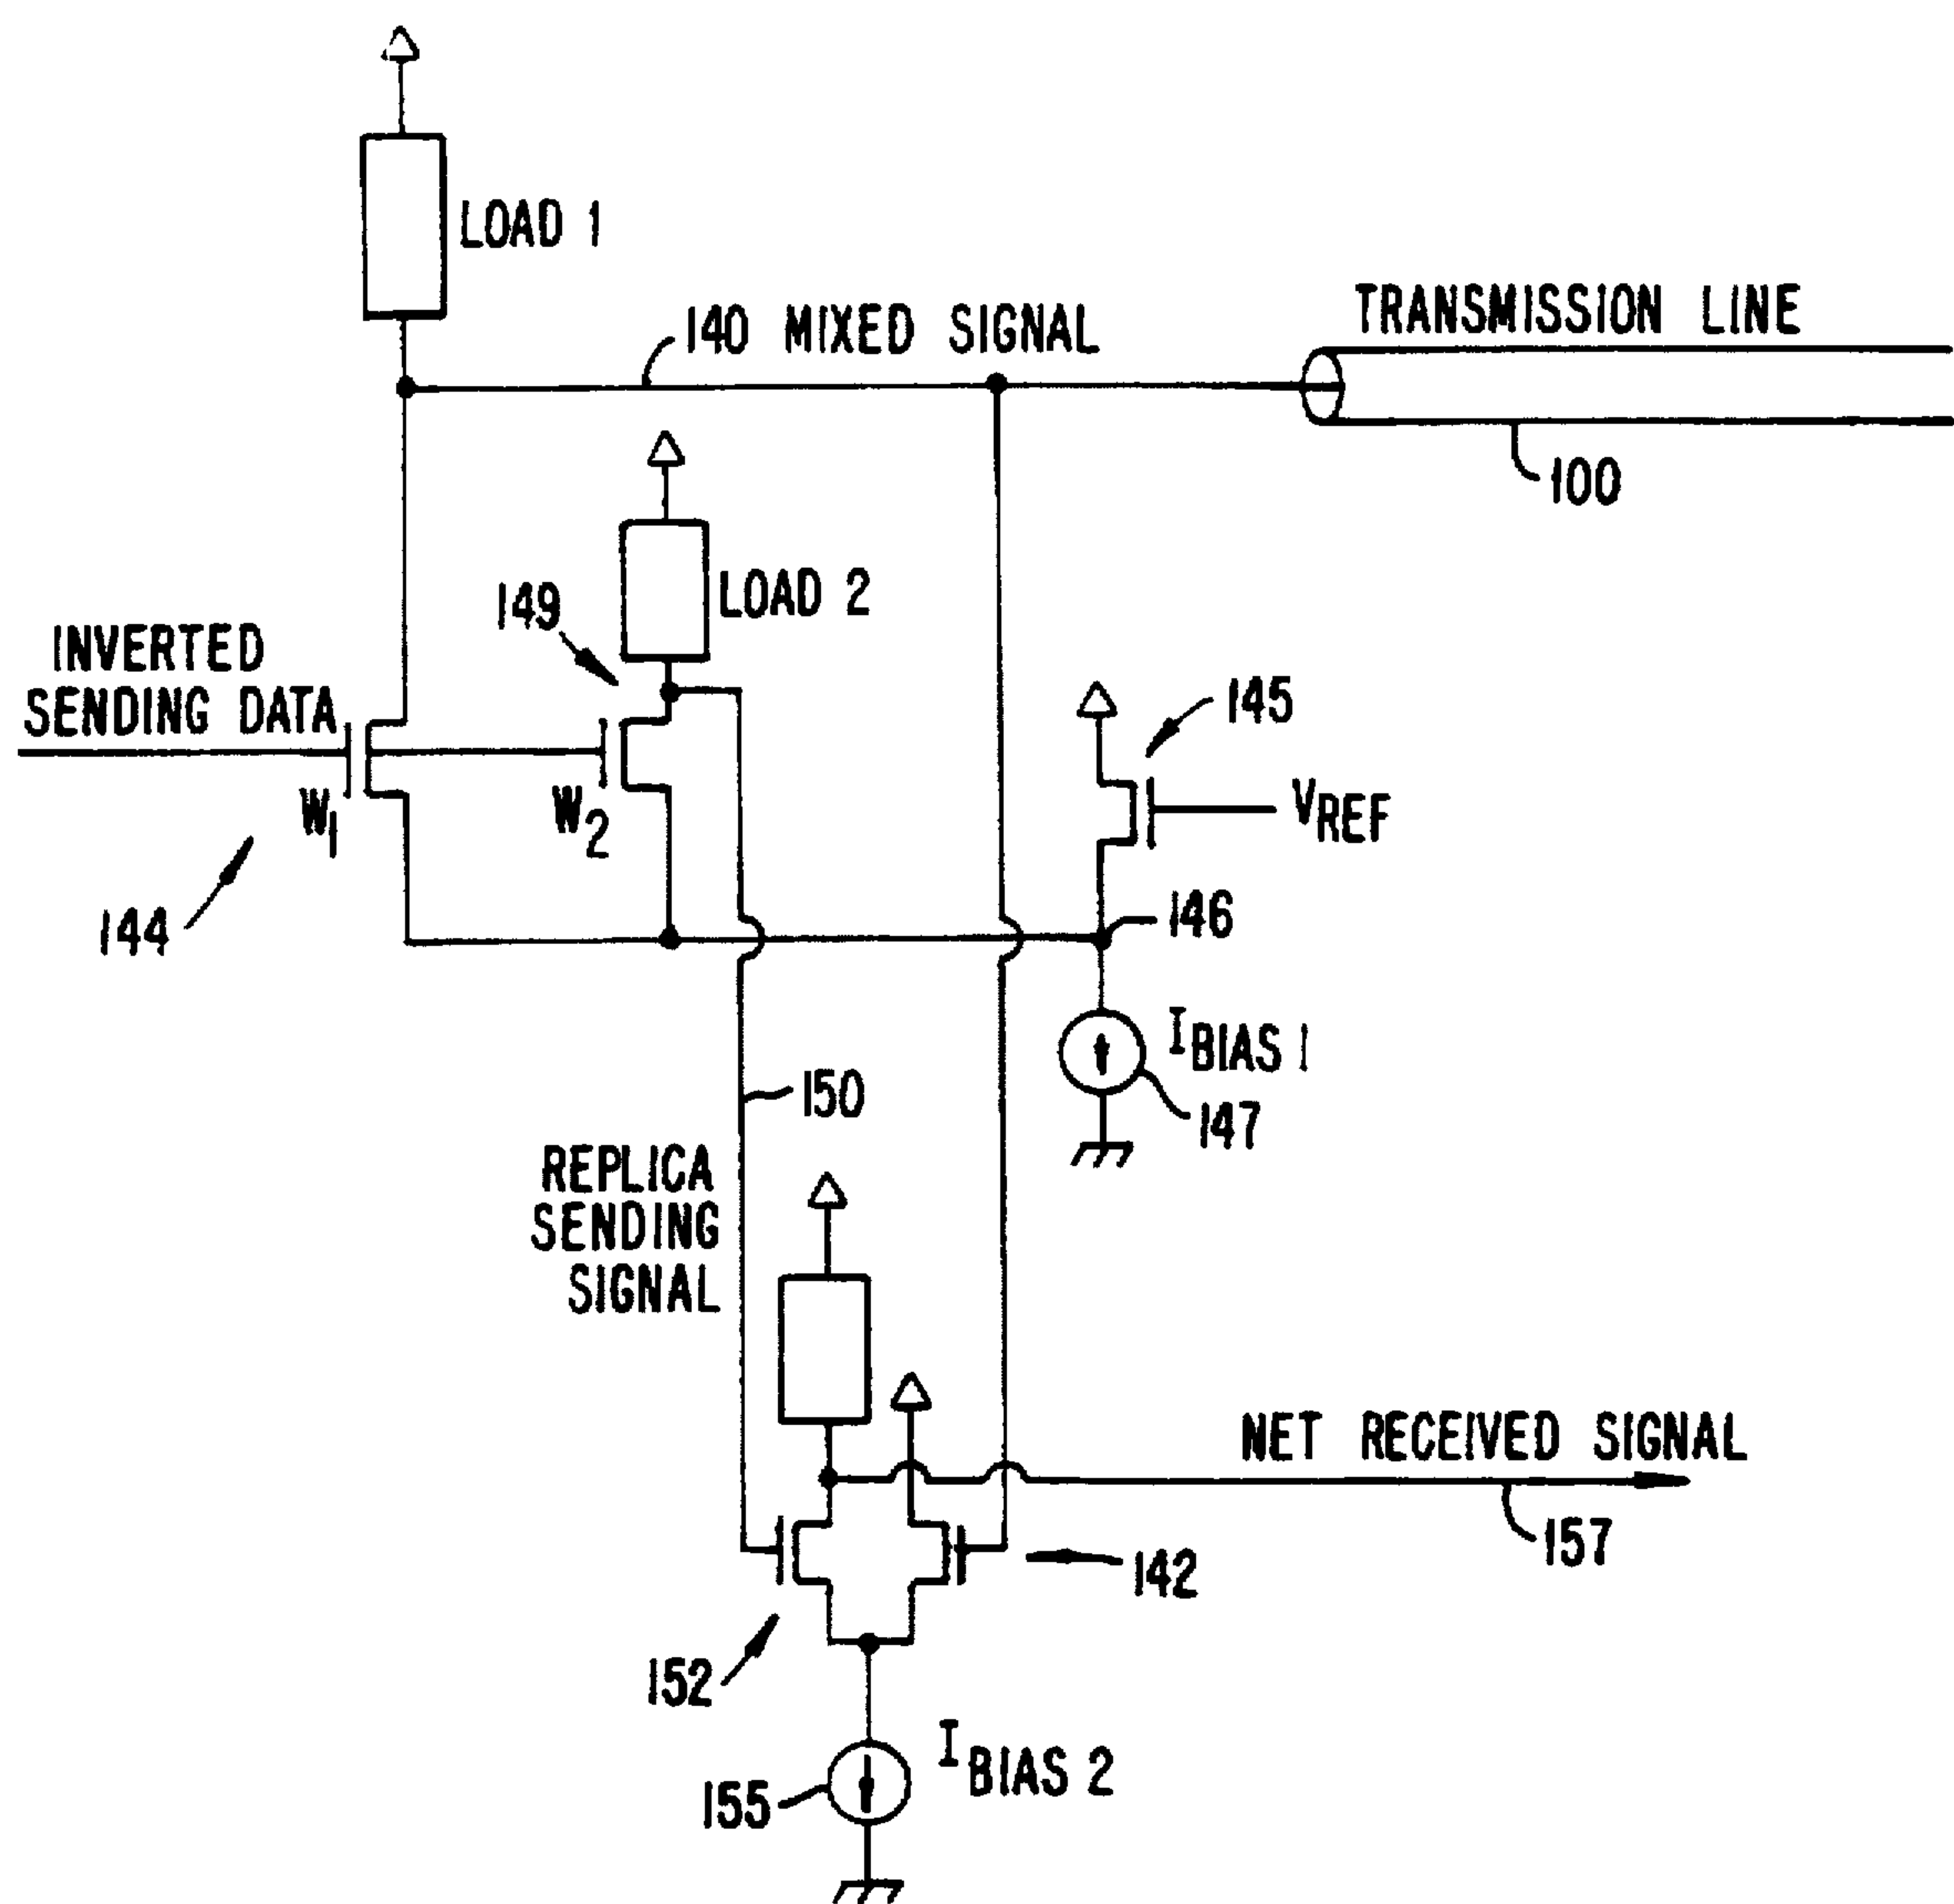 LOAD 1
140 MIXED SIGNAL
TRANSMISSION LINE
100
LOAD 2
149
INVERTED
SENDING DATA
145
W1
W2
VREF
144
146
IBIAS 1
150
147
REPLICA
SENDING
SIGNAL
NET RECEIVED SIGNAL
157
142
152
IBIAS 2
155